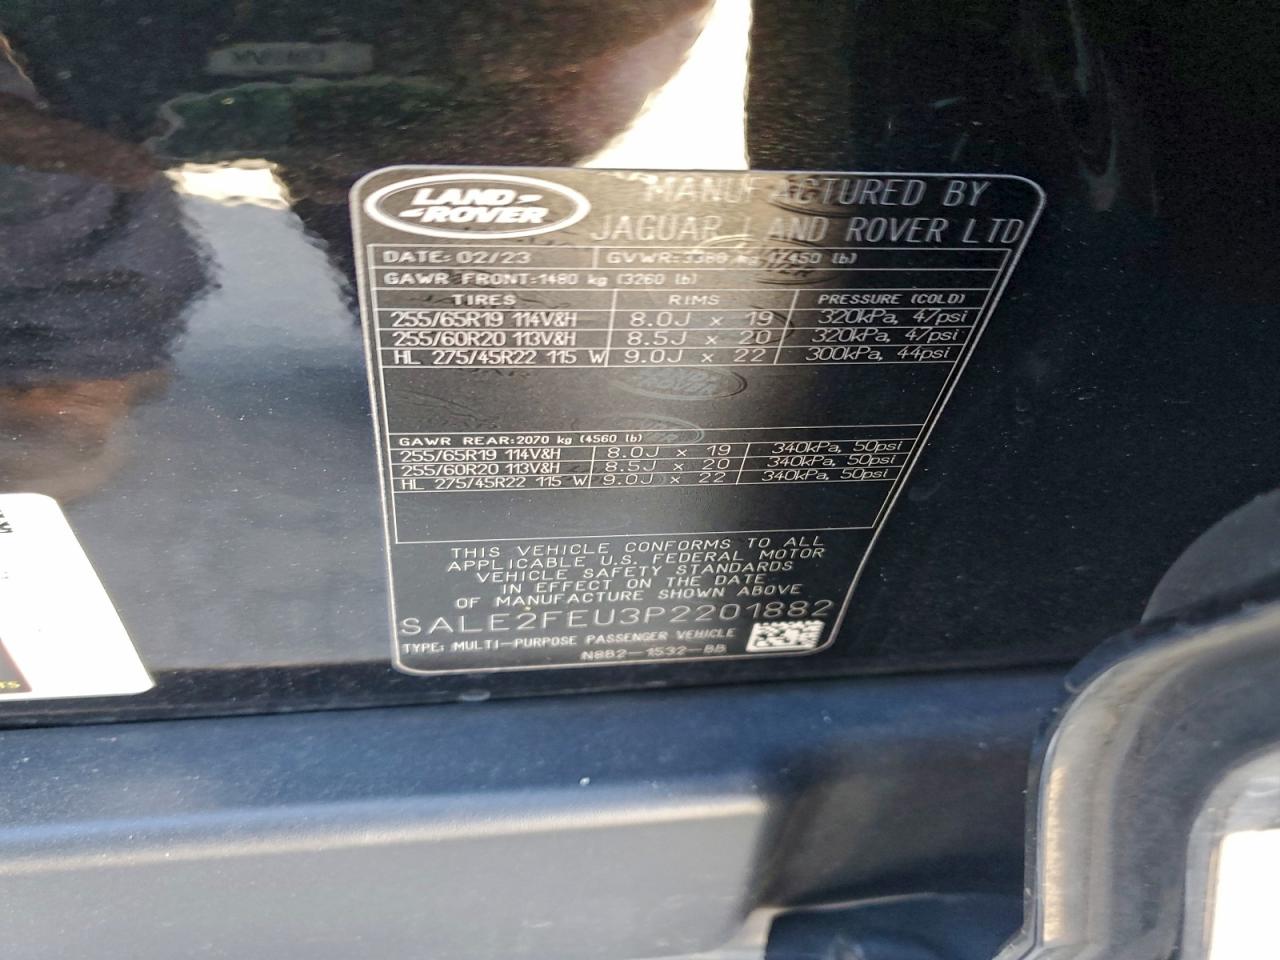 LAND ROVER
MANUFACTURED BY
JAGUAR LAND ROVER LTD
DATE: 02/23 GVWR: 3380 kg (7450 lb)
GAWR FRONT: 1480 kg (3260 lb)
TIRES RIMS PRESSURE (COLD)
255/65R19 114V&H 8.0J x 19 320kPa, 47psi
255/60R20 113V&H 8.5J x 20 320kPa, 47psi
HL 275/45R22 115 W 9.0J x 22 300kPa, 44psi
GAWR REAR: 2070 kg (4560 lb)
255/65R19 114V&H 8.0J x 19 340kPa, 50psi
255/60R20 113V&H 8.5J x 20 340kPa, 50psi
HL 275/45R22 115 W 9.0J x 22 340kPa, 50psi
THIS VEHICLE CONFORMS TO ALL
APPLICABLE U.S. FEDERAL MOTOR
VEHICLE SAFETY STANDARDS
IN EFFECT ON THE DATE
OF MANUFACTURE SHOWN ABOVE
SALE2FEU3P2201882
TYPE: MULTI-PURPOSE PASSENGER VEHICLE
N8B2-1532-BB